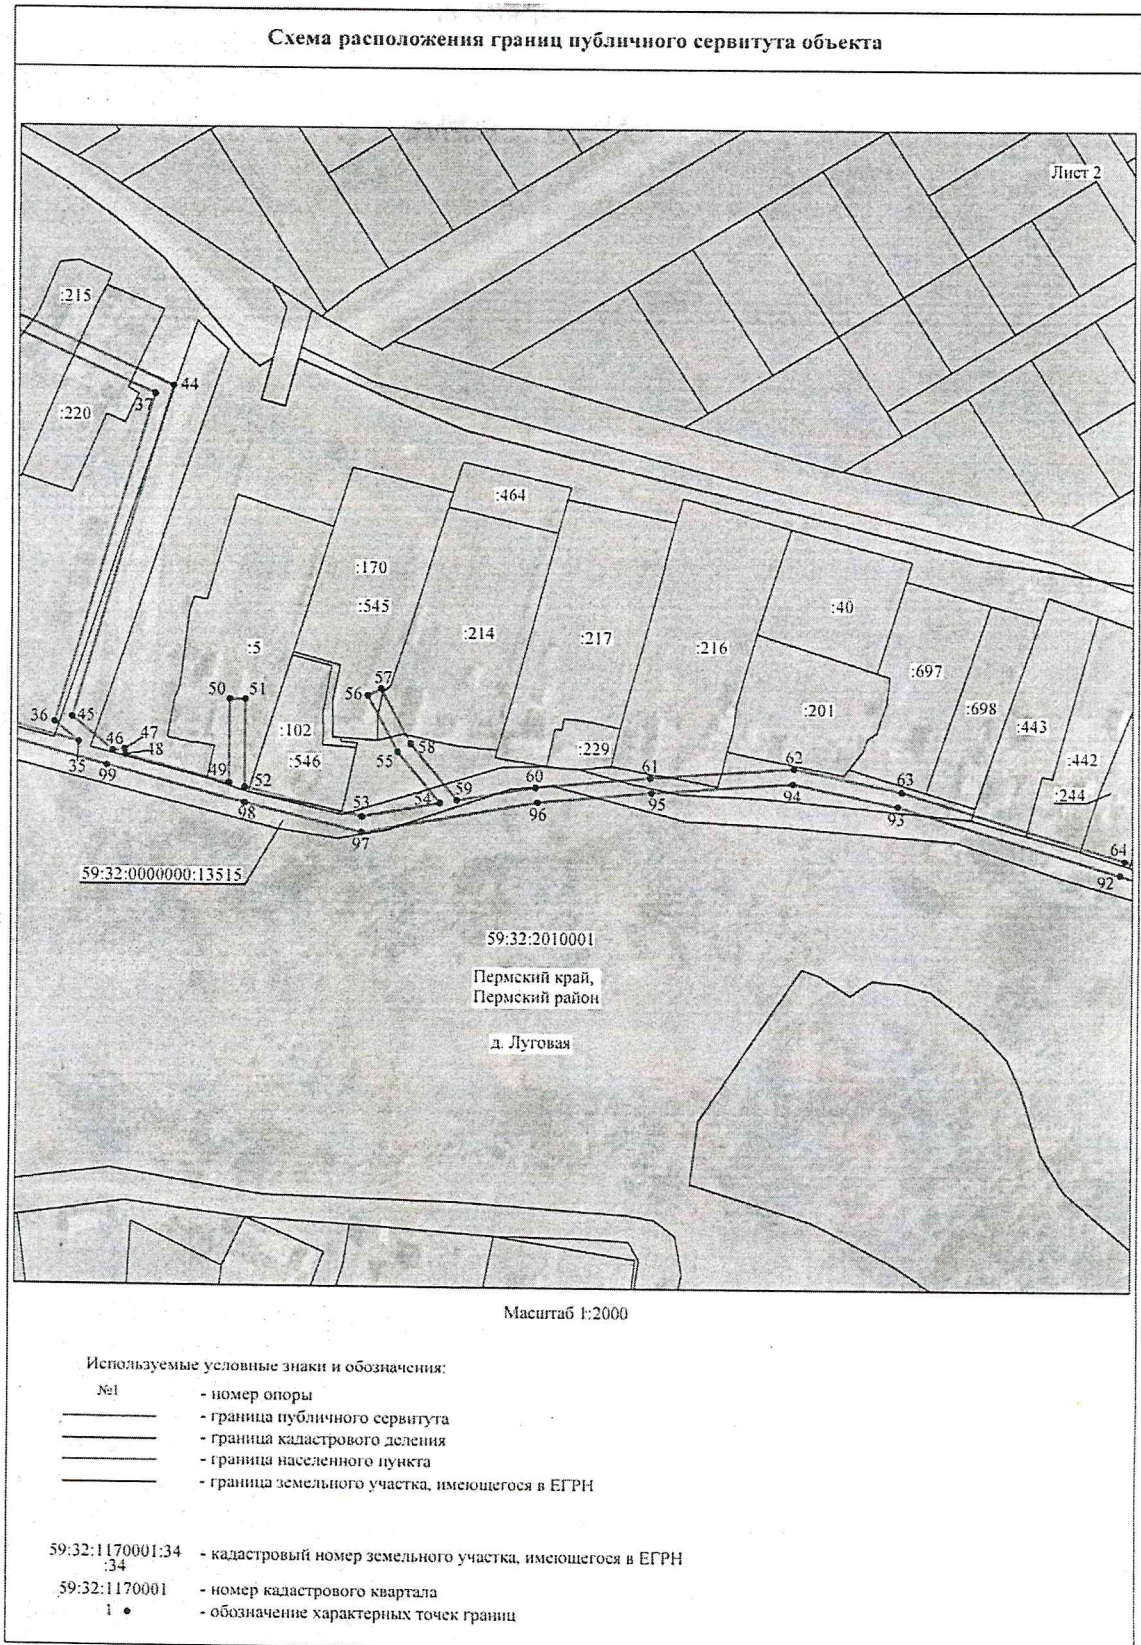 Схема расположения границ публичного сервитута объекта
Лист 2
:215
44
37
:220
:464
:170
:545
:40
:214
:217
:216
:5
:697
57
50 51
56
:201
:698
36 45
:443
:102
46 47
48
58
:229
:442
35
99
:546
62
49 52
61
63
:244
60
98
53 54 59
95
94
93
96
97
64
92
59:32:0000000:13515
59:32:2010001
Пермский край,
Пермский район
д. Луговая
Масштаб 1:2000
Используемые условные знаки и обозначения:
№1 - номер опоры
- граница публичного сервитута
- граница кадастрового деления
- граница населенного пункта
- граница земельного участка, имеющегося в ЕГРН
59:32:1170001:34
:34 - кадастровый номер земельного участка, имеющегося в ЕГРН
59:32:1170001 - номер кадастрового квартала
1 - обозначение характерных точек границ